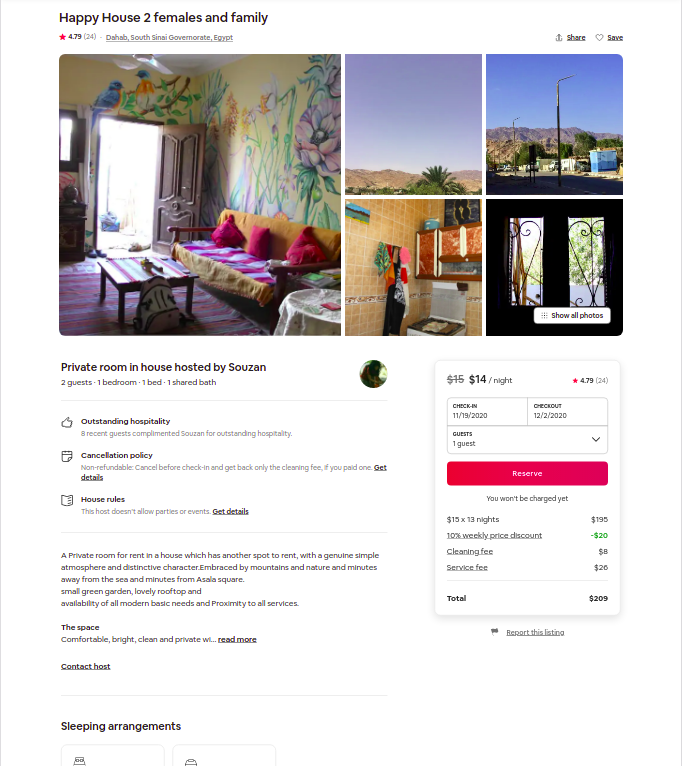 Happy House 2 females and family
4.79 (24) · Dahab, South Sinai Governorate, Egypt
Share
Save
Show all photos
Private room in house hosted by Souzan
2 guests · 1 bedroom · 1 bed · 1 shared bath
Outstanding hospitality
8 recent guests complimented Souzan for outstanding hospitality.
Cancellation policy
Non-refundable: Cancel before check-in and get back only the cleaning fee, if you paid one. Get
details
House rules
This host doesn't allow parties or events. Get details
A Private room for rent in a house which has another spot to rent, with a genuine simple
atmosphere and distinctive character.Embraced by mountains and nature and minutes
away from the sea and minutes from Asala square.
small green garden, lovely rooftop and
availability of all modern basic needs and Proximity to all services.
The space
Comfortable, bright, clean and private wi... read more
Contact host
Sleeping arrangements
$15 $14 / night
4.79 (24)
CHECK-IN
11/19/2020
CHECKOUT
12/2/2020
GUESTS
1 guest
Reserve
You won't be charged yet
$15 x 13 nights $195
10% weekly price discount -$20
Cleaning fee $8
Service fee $26
Total $209
Report this listing